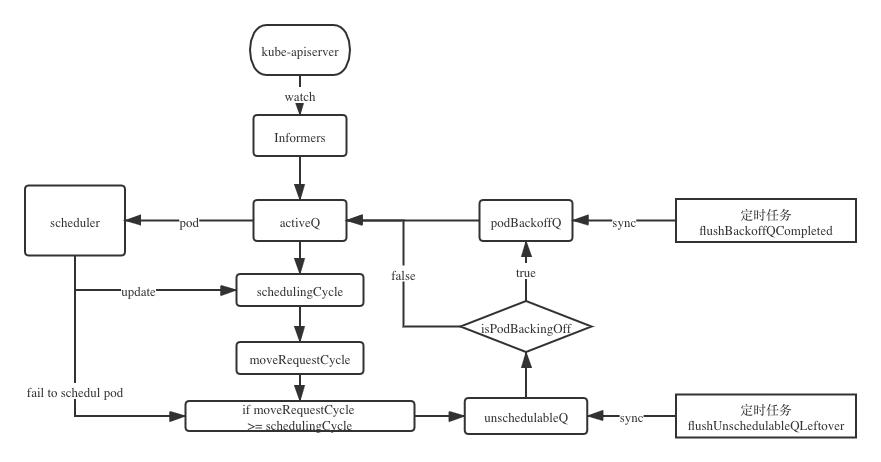 kube-apiserver
watch
Informers
scheduler
pod
activeQ
podBackoffQ
sync
定时任务
flushBackoffQCompleted
false
true
update
schedulingCycle
isPodBackingOff
moveRequestCycle
fail to schedul pod
if moveRequestCycle
>= schedulingCycle
unschedulableQ
sync
定时任务
flushUnschedulableQLeftover